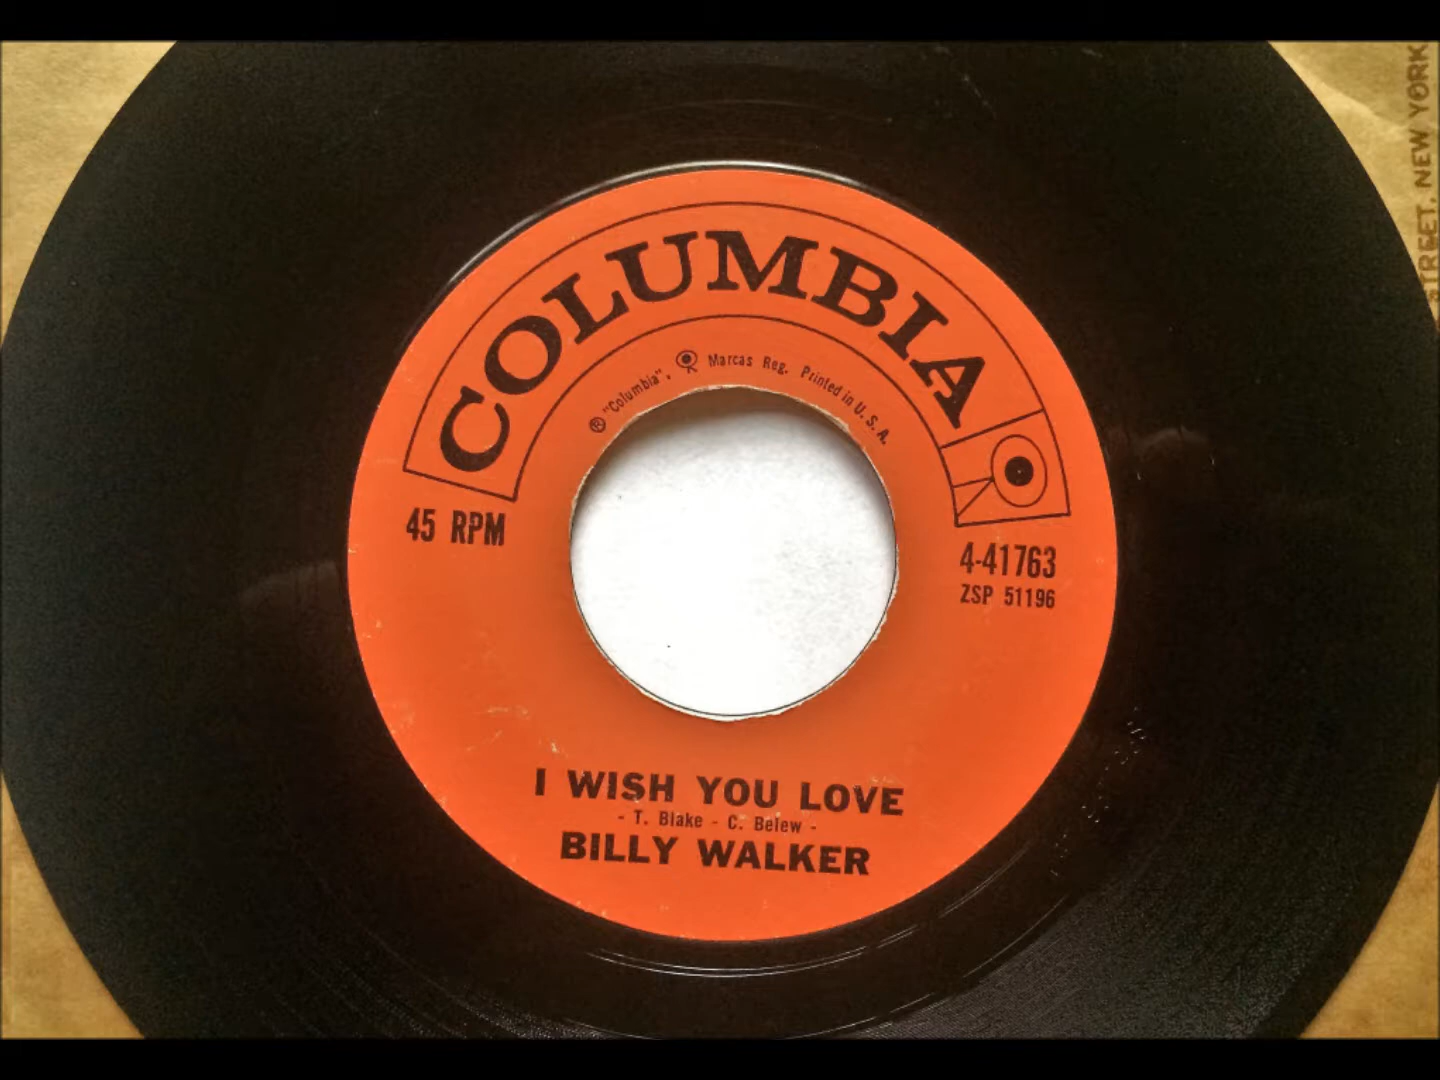 COLUMBIA
® "Columbia", Marcas Reg. Printed in U.S.A.
45 RPM
4-41763
ZSP 51196
I WISH YOU LOVE
- T. Blake - C. Belew -
BILLY WALKER
STREET, NEW YORK